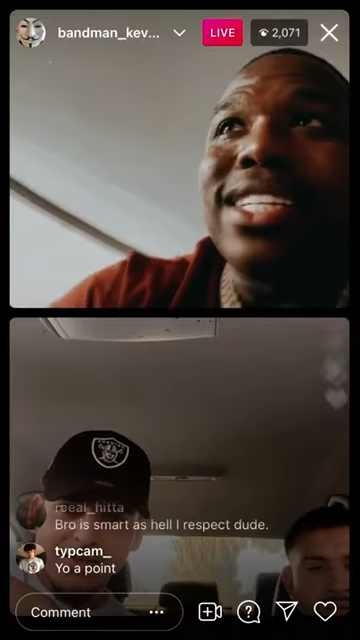 bandman_kev...
LIVE
2,071
reeal_hitta
Bro is smart as hell I respect dude.
typcam_
Yo a point
Comment